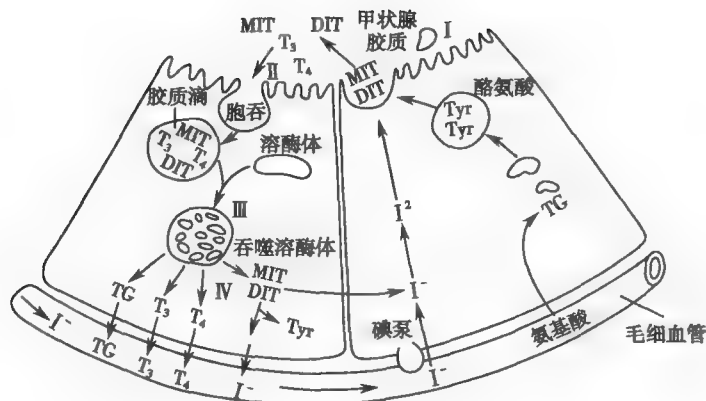 MIT
DIT
T₃
T₄
Ⅱ
甲状腺
胶质
Ⅰ
MIT
DIT
酪氨酸
Tyr
Tyr
胶质滴
胞吞
MIT
T₃
T₄
DIT
溶酶体
Ⅲ
吞噬溶酶体
I²
TG
MIT
DIT
Ⅳ
TG
T₃
T₄
Tyr
I⁻
碘泵
氨基酸
毛细血管
I⁻
TG
T₃
T₄
I⁻
I⁻